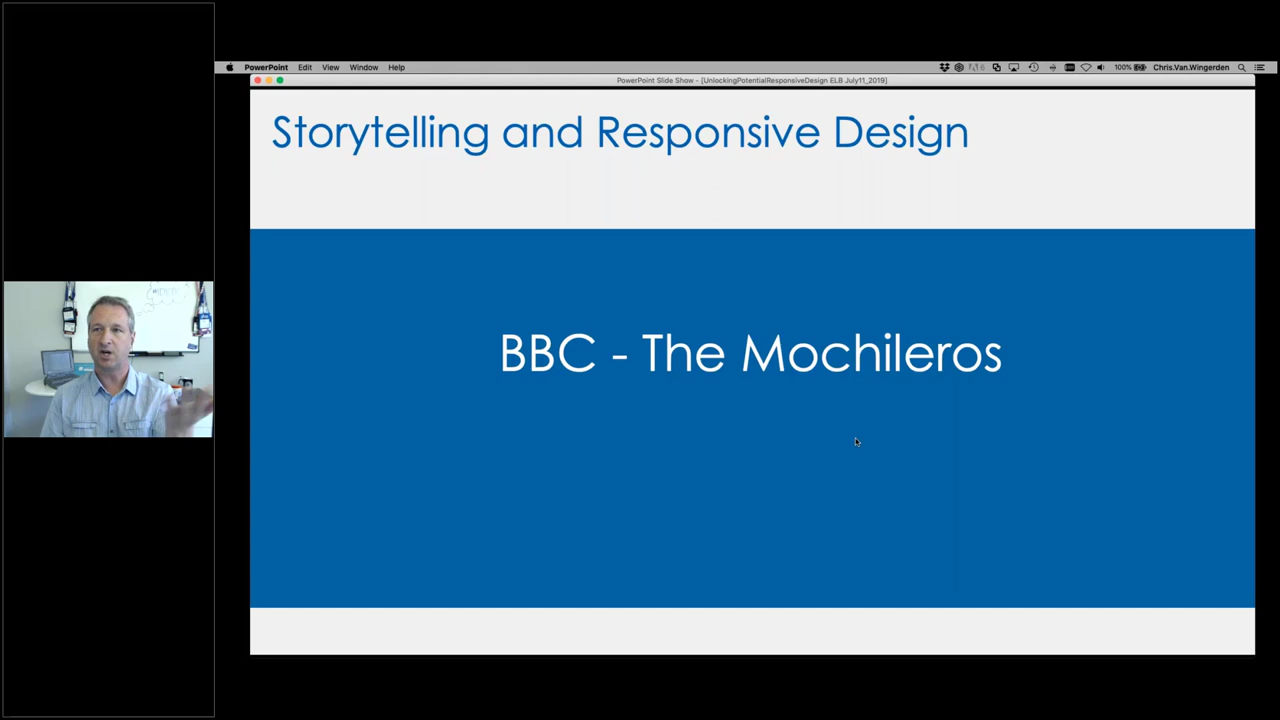 PowerPoint Edit View Window Help 100% Chris.Van.Wingerden
PowerPoint Slide Show - [UnlockingPotentialResponsiveDesign ELB July11_2019]
Storytelling and Responsive Design
BBC - The Mochileros